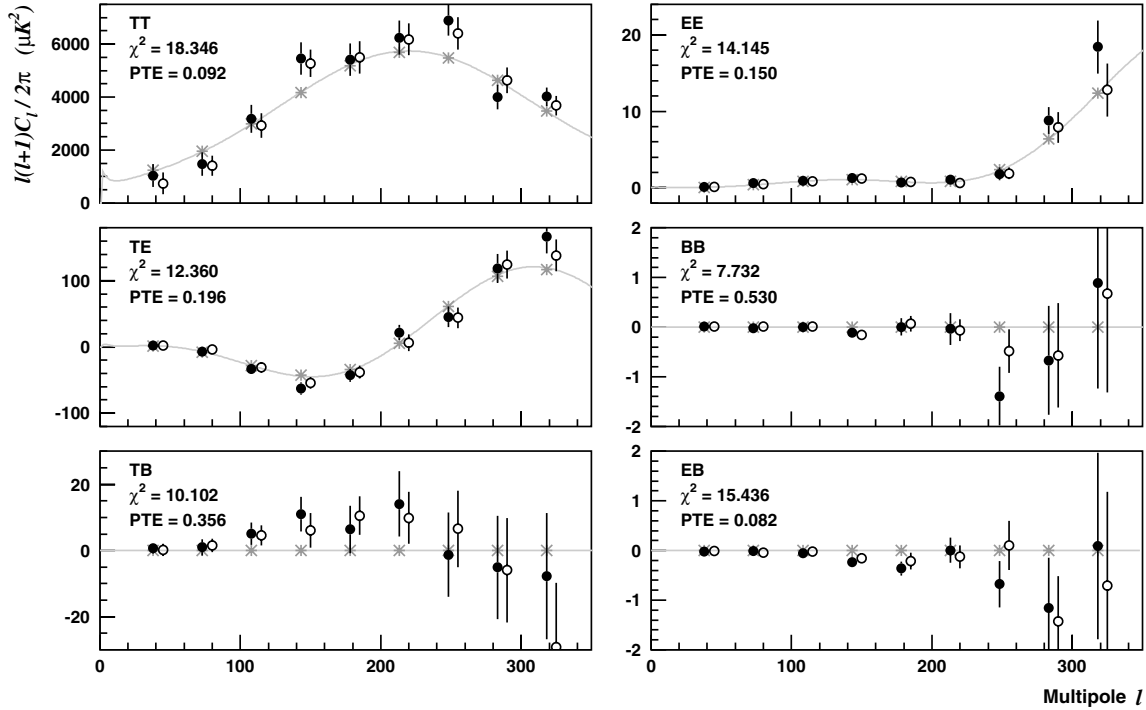 l(l+1)C_l / 2π (μK²)
TT
χ² = 18.346
PTE = 0.092
6000
4000
2000
0
EE
χ² = 14.145
PTE = 0.150
20
10
0
TE
χ² = 12.360
PTE = 0.196
100
0
-100
BB
χ² = 7.732
PTE = 0.530
2
1
0
-1
-2
TB
χ² = 10.102
PTE = 0.356
20
0
-20
0 100 200 300
EB
χ² = 15.436
PTE = 0.082
2
1
0
-1
-2
0 100 200 300
Multipole l